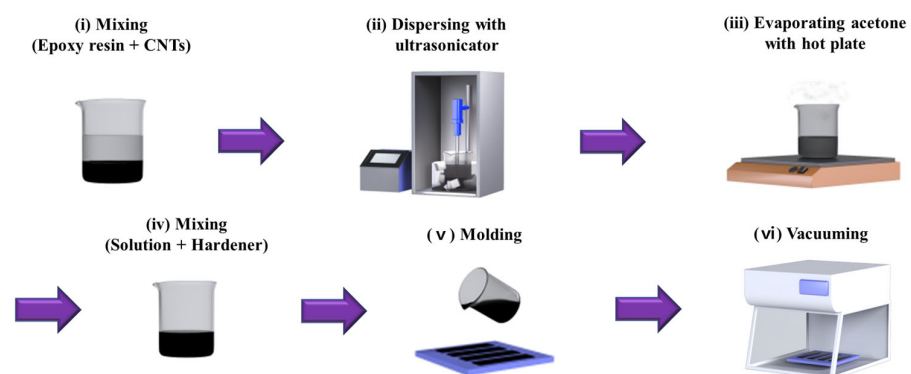 (i) Mixing
(Epoxy resin + CNTs)
(ii) Dispersing with
ultrasonicator
(iii) Evaporating acetone
with hot plate
(iv) Mixing
(Solution + Hardener)
(v) Molding
(vi) Vacuuming